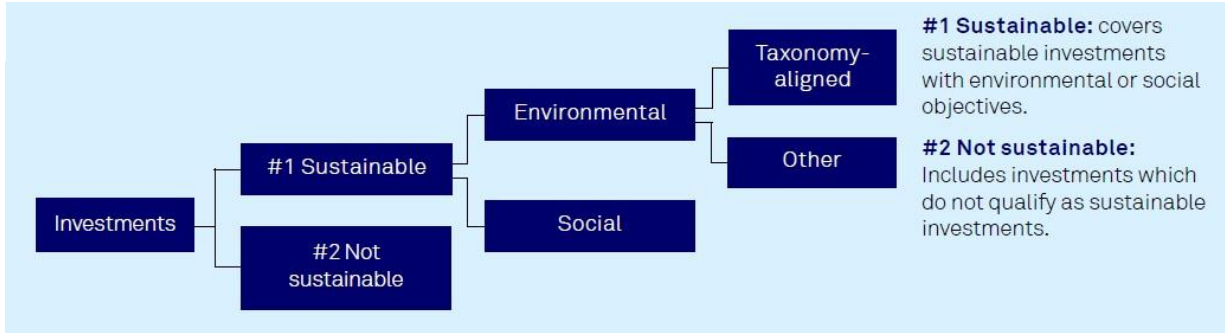 Investments
#1 Sustainable
#2 Not
sustainable
Environmental
Social
Taxonomy-
aligned
Other
#1 Sustainable: covers
sustainable investments
with environmental or social
objectives.
#2 Not sustainable:
Includes investments which
do not qualify as sustainable
investments.